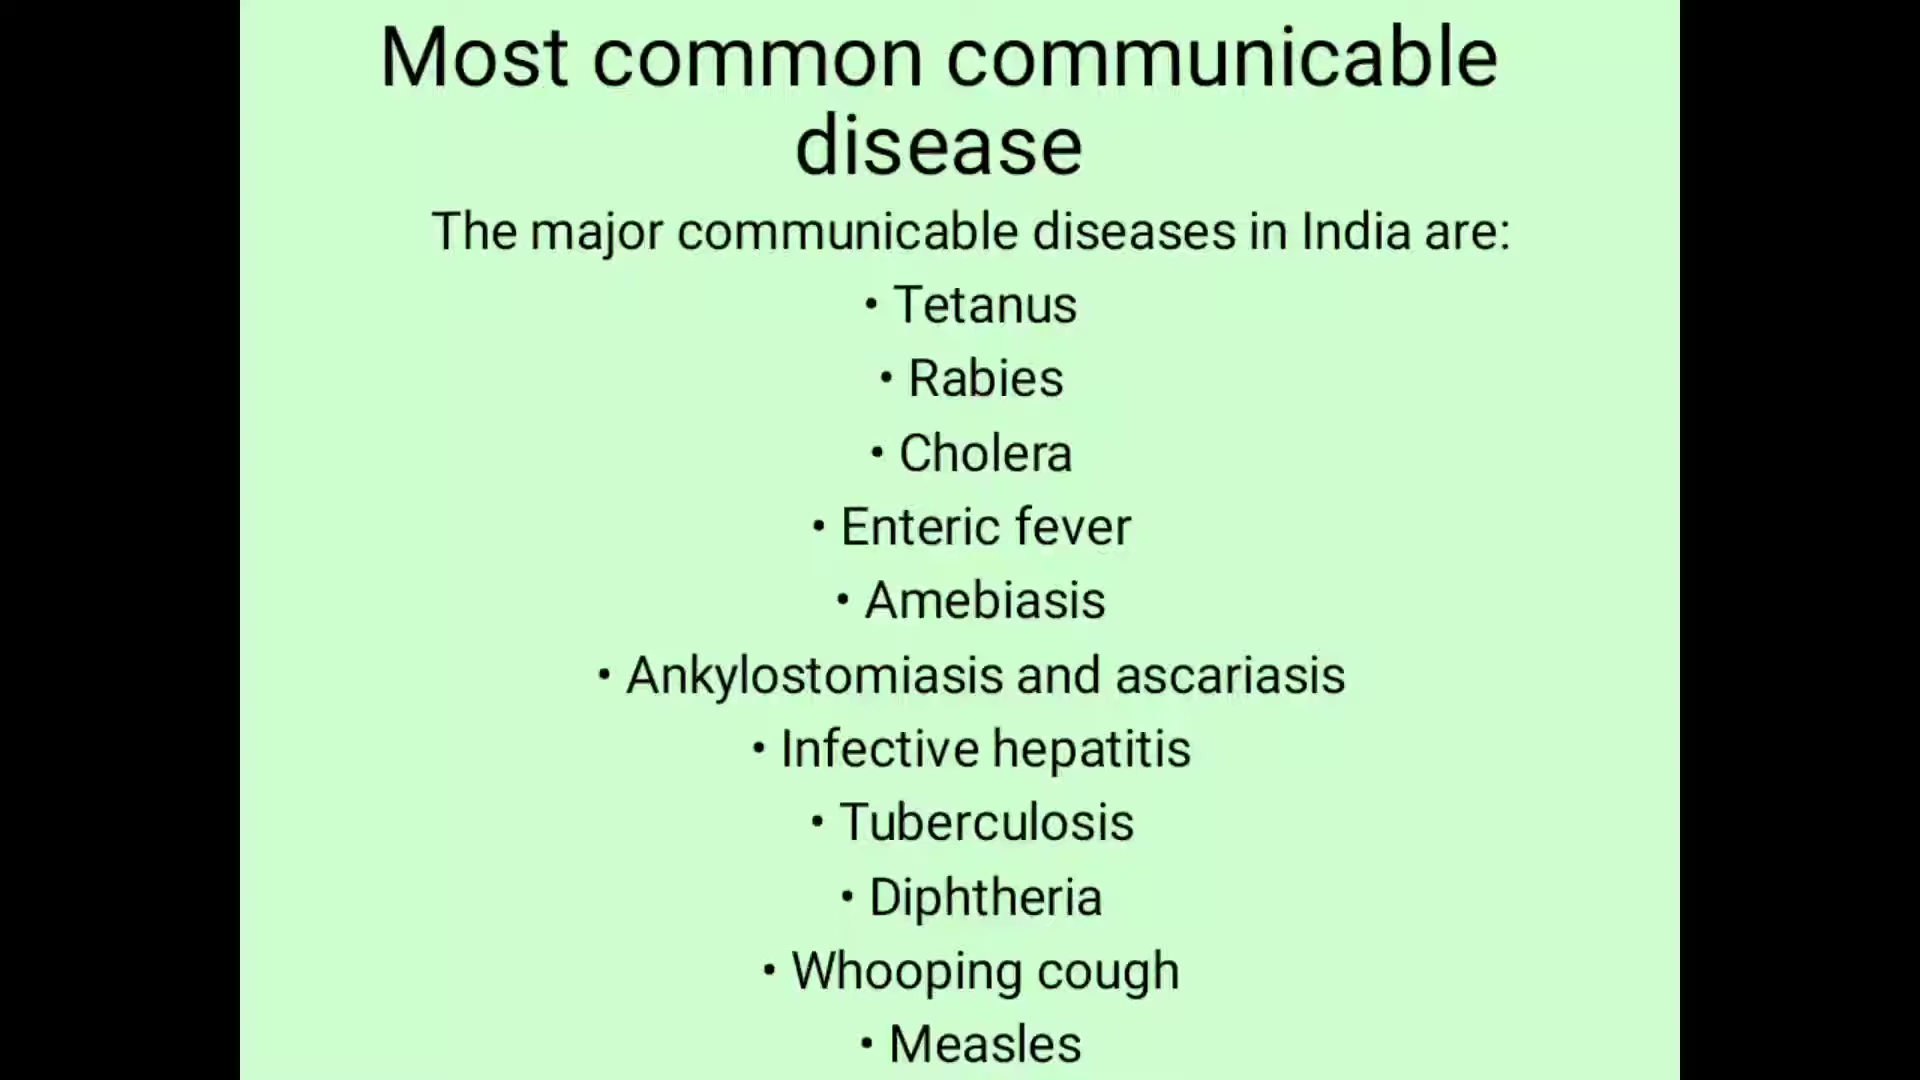 Most common communicable
disease
The major communicable diseases in India are:
• Tetanus
• Rabies
• Cholera
• Enteric fever
• Amebiasis
• Ankylostomiasis and ascariasis
• Infective hepatitis
• Tuberculosis
• Diphtheria
• Whooping cough
• Measles